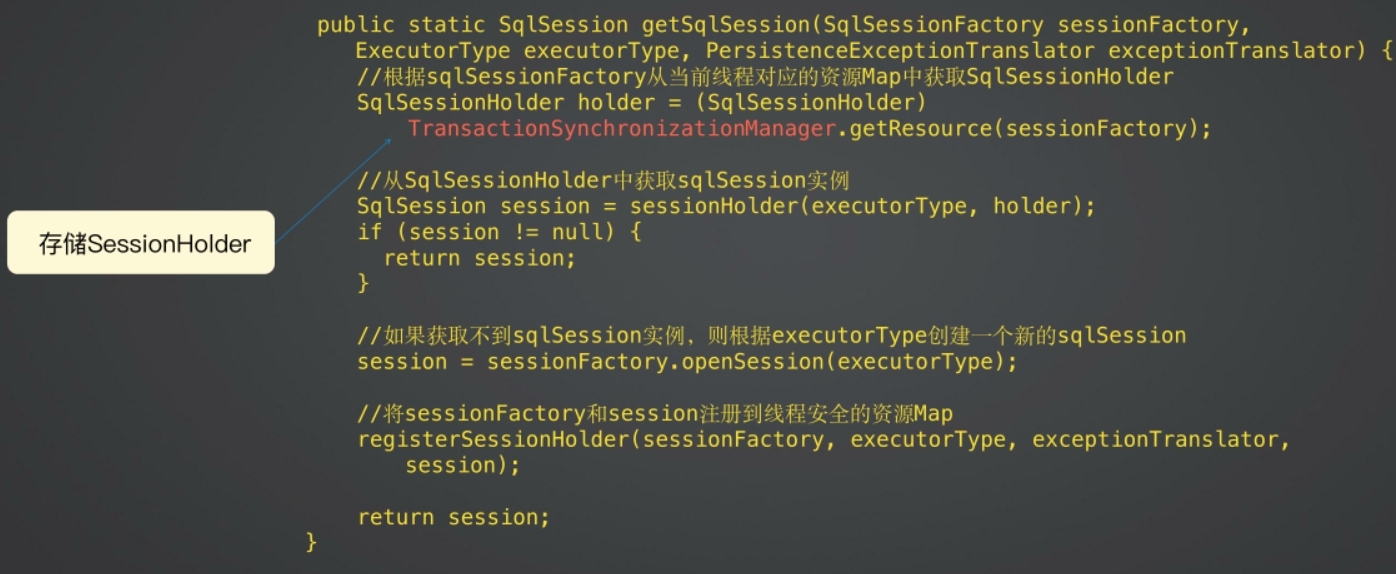 public static SqlSession getSqlSession(SqlSessionFactory sessionFactory,
ExecutorType executorType, PersistenceExceptionTranslator exceptionTranslator) {
//根据sqlSessionFactory从当前线程对应的资源Map中获取SqlSessionHolder
SqlSessionHolder holder = (SqlSessionHolder)
TransactionSynchronizationManager.getResource(sessionFactory);
//从SqlSessionHolder中获取sqlSession实例
SqlSession session = sessionHolder(executorType, holder);
if (session != null) {
return session;
}
存储SessionHolder
//如果获取不到sqlSession实例，则根据executorType创建一个新的sqlSession
session = sessionFactory.openSession(executorType);
//将sessionFactory和session注册到线程安全的资源Map
registerSessionHolder(sessionFactory, executorType, exceptionTranslator,
session);
return session;
}